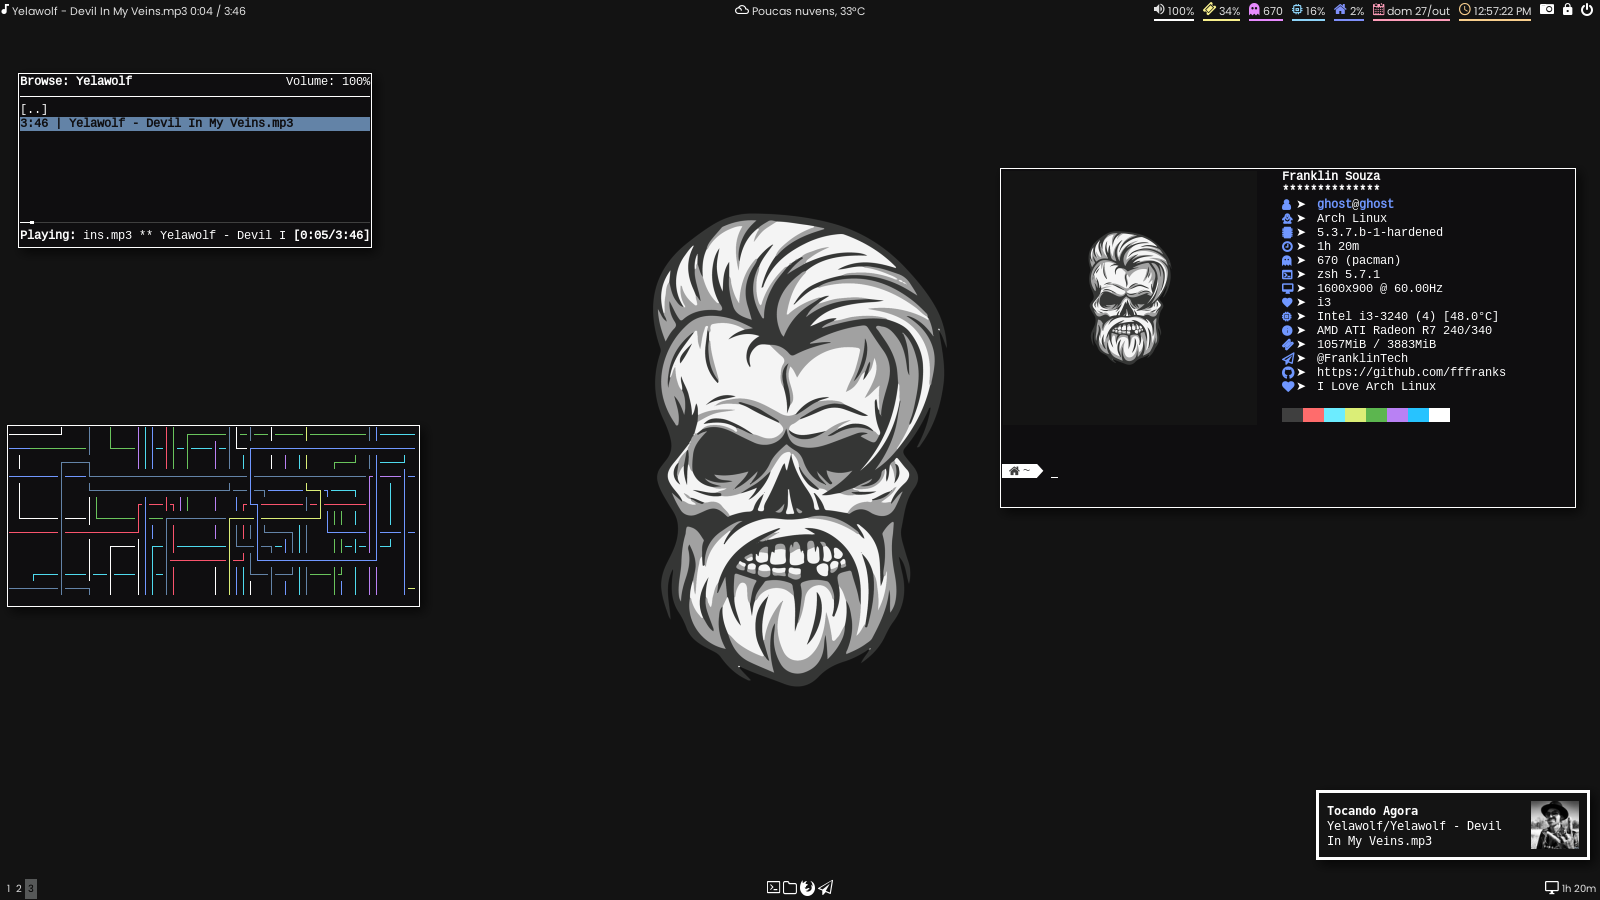 Yelawolf - Devil In My Veins.mp3 0:04 / 3:46
Poucas nuvens, 33°C
100% 34% 670 16% 2% dom 27/out 12:57:22 PM
Browse: Yelawolf Volume: 100%
[..]
3:46 | Yelawolf - Devil In My Veins.mp3
Playing: ins.mp3 ** Yelawolf - Devil I [0:05/3:46]
Franklin Souza
**************
➤ ghost@ghost
➤ Arch Linux
➤ 5.3.7.b-1-hardened
➤ 1h 20m
➤ 670 (pacman)
➤ zsh 5.7.1
➤ 1600x900 @ 60.00Hz
➤ i3
➤ Intel i3-3240 (4) [48.0°C]
➤ AMD ATI Radeon R7 240/340
➤ 1057MiB / 3883MiB
➤ @FranklinTech
➤ https://github.com/fffranks
➤ I Love Arch Linux
~ _
Tocando Agora
Yelawolf/Yelawolf - Devil
In My Veins.mp3
1 2 3
1h 20m